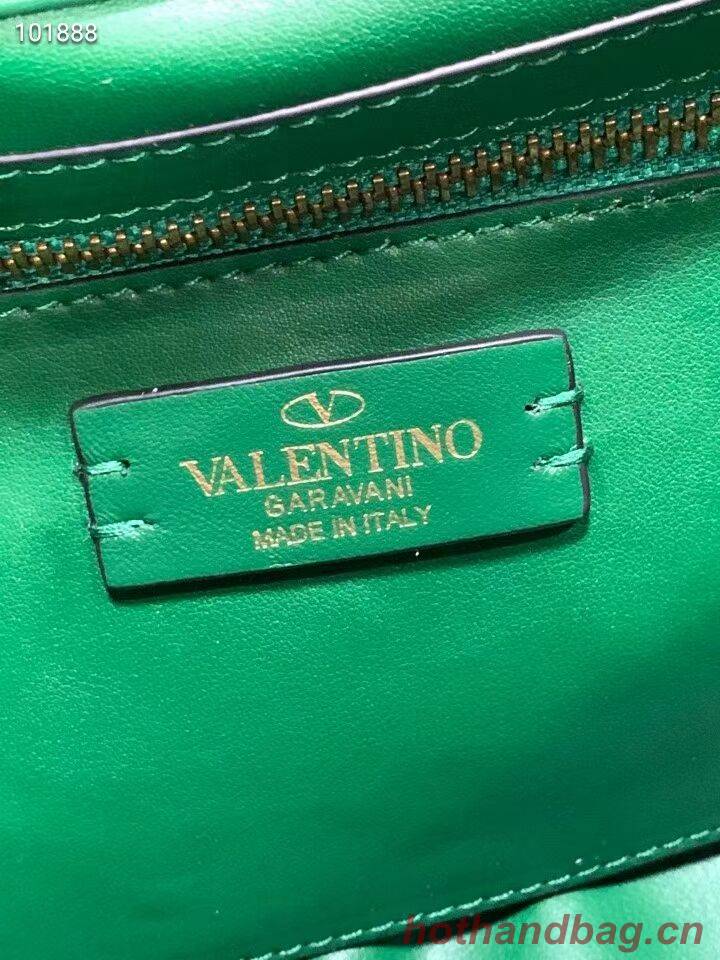 101888
V
VALENTINO
GARAVANI
MADE IN ITALY
hothandbag.cn